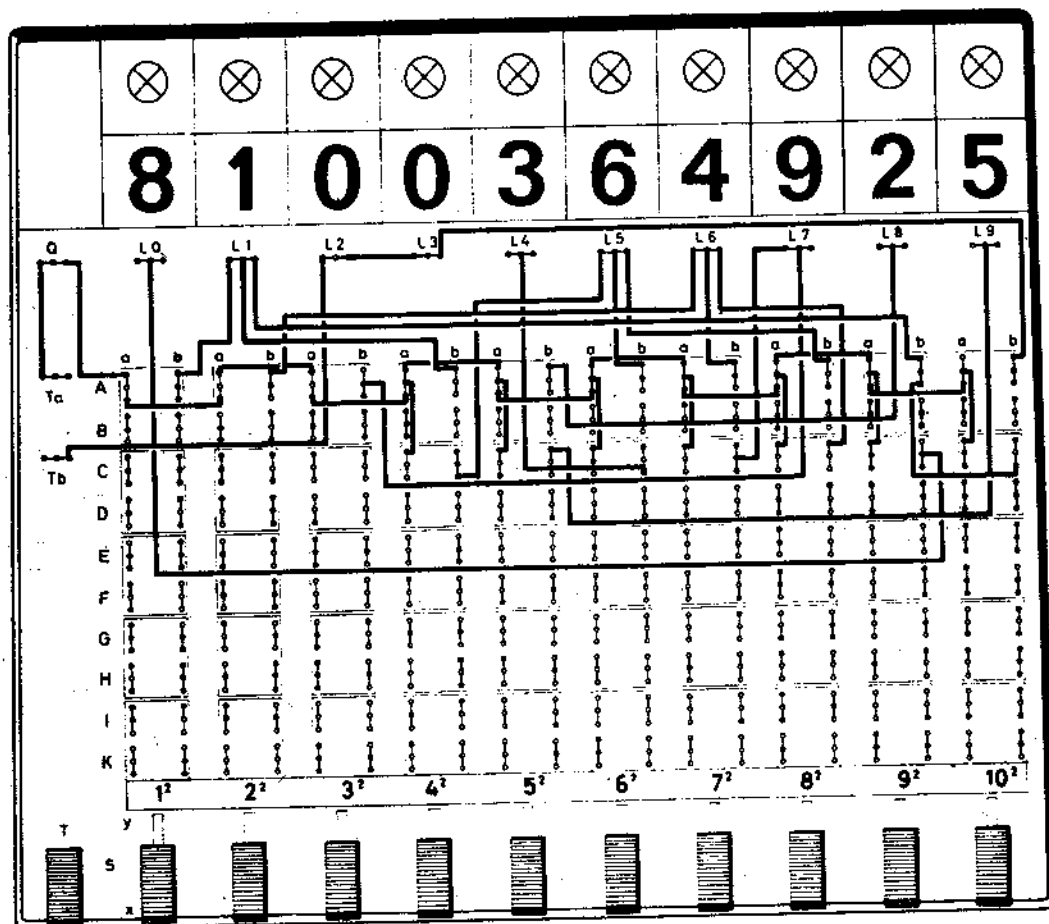 8 1 0 0 3 6 4 9 2 5
Q L0 L1 L2 L3 L4 L5 L6 L7 L8 L9
a b a b a b a b a b a b a b a b a b a b
A
Ta
B
Tb
C
D
E
F
G
H
I
K
1² 2² 3² 4² 5² 6² 7² 8² 9² 10²
T y
S
x